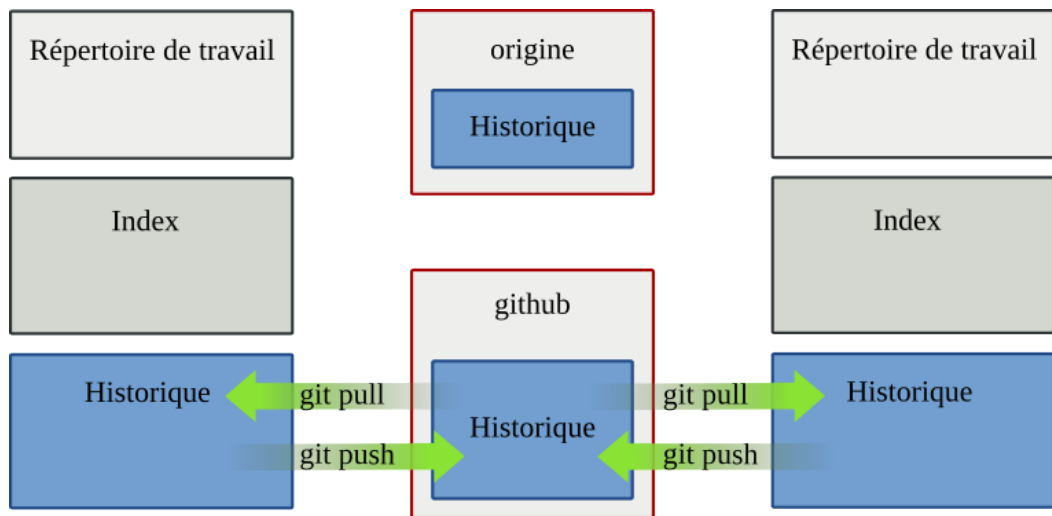 Répertoire de travail
origine
Répertoire de travail
Historique
Index
Index
github
Historique
git pull
git pull
Historique
Historique
git push
git push